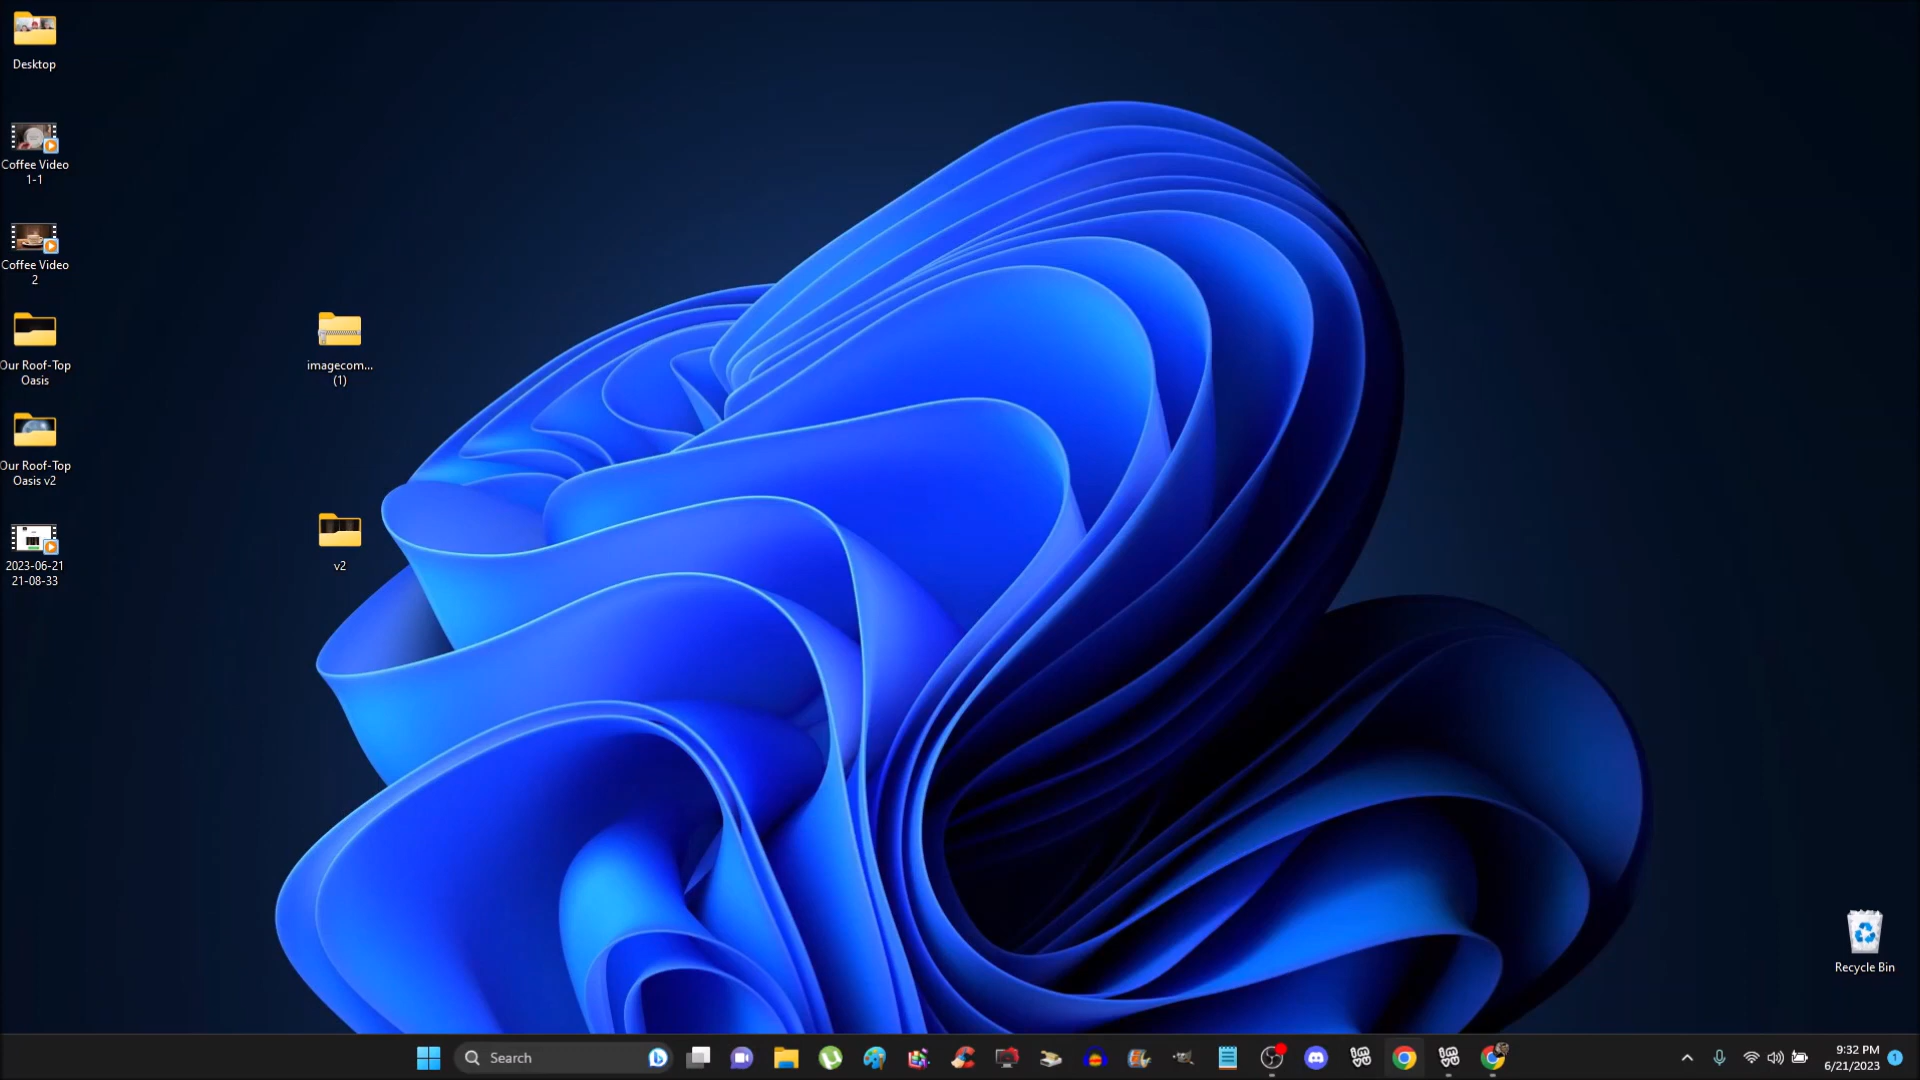 Desktop
Coffee Video
1-1
Coffee Video
2
Our Roof-Top
Oasis
Our Roof-Top
Oasis v2
2023-06-21
21-08-33
imagecom...
(1)
v2
Recycle Bin
Search
9:32 PM
6/21/2023
1